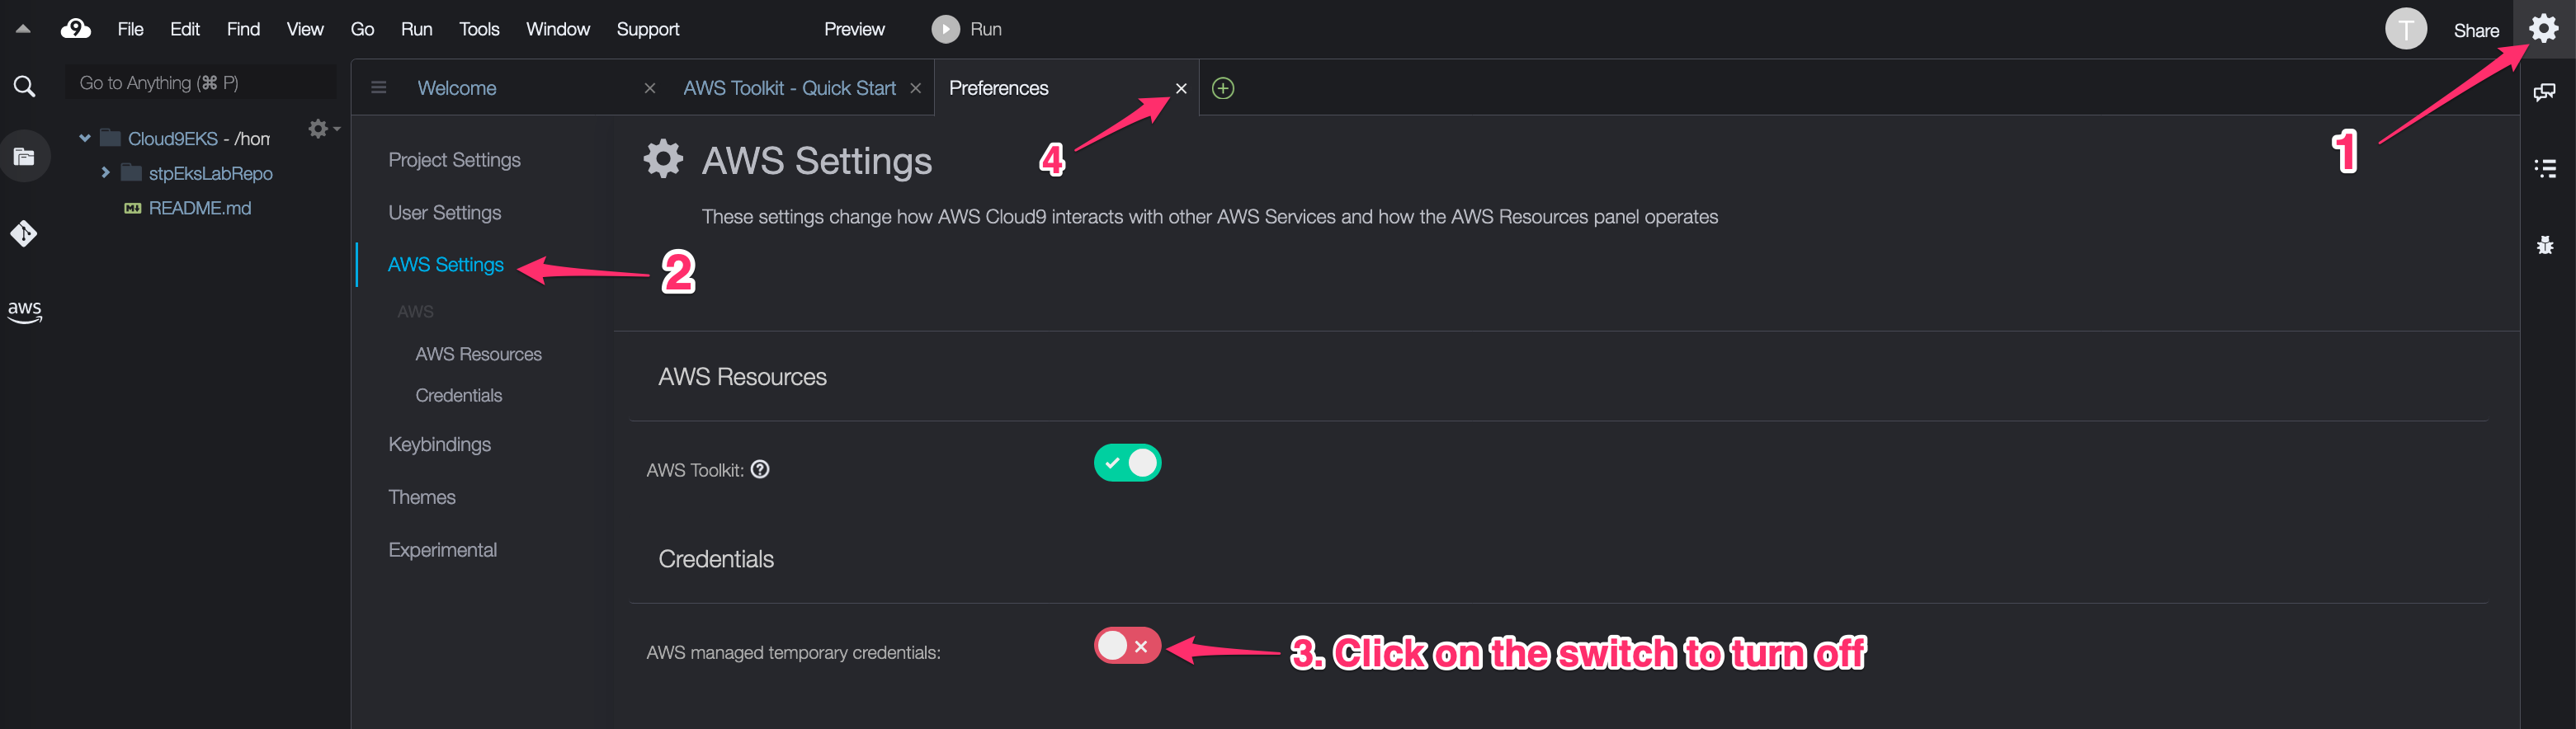 9 File Edit Find View Go Run Tools Window Support Preview Run T Share
Go to Anything (⌘ P)
Welcome AWS Toolkit - Quick Start Preferences
Cloud9EKS - /hom
stpEksLabRepo
README.md
aws
Project Settings
User Settings
AWS Settings
AWS
AWS Resources
Credentials
Keybindings
Themes
Experimental
AWS Settings
These settings change how AWS Cloud9 interacts with other AWS Services and how the AWS Resources panel operates
AWS Resources
AWS Toolkit: ?
Credentials
AWS managed temporary credentials:
1
2
3. Click on the switch to turn off
4